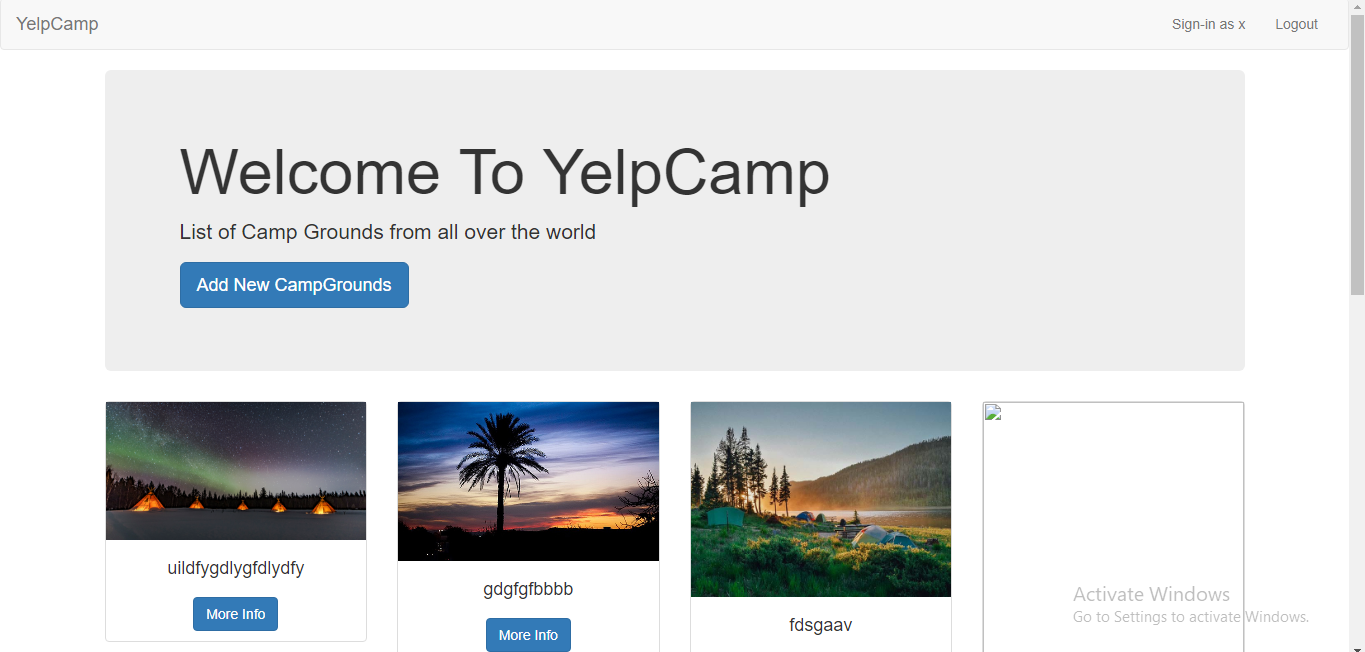 YelpCamp
Sign-in as x
Logout
Welcome To YelpCamp
List of Camp Grounds from all over the world
Add New CampGrounds
uildfygdlygfdlydfy
More Info
gdgfgfbbbb
More Info
fdsgaav
Activate Windows
Go to Settings to activate Windows.